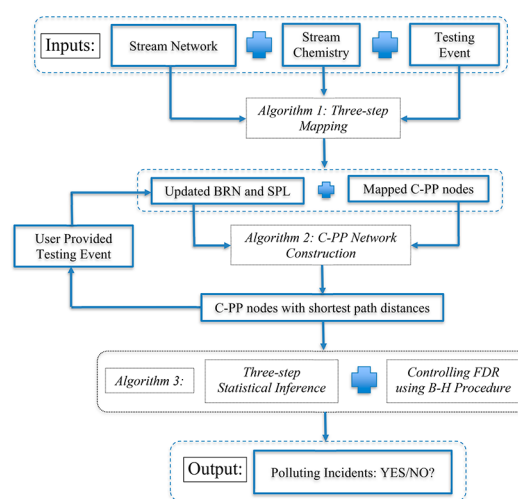 Inputs:
Stream Network
Stream
Chemistry
Testing
Event
Algorithm 1: Three-step
Mapping
Updated BRN and SPL
Mapped C-PP nodes
User Provided
Testing Event
Algorithm 2: C-PP Network
Construction
C-PP nodes with shortest path distances
Algorithm 3:
Three-step
Statistical Inference
Controlling FDR
using B-H Procedure
Output:
Polluting Incidents: YES/NO?